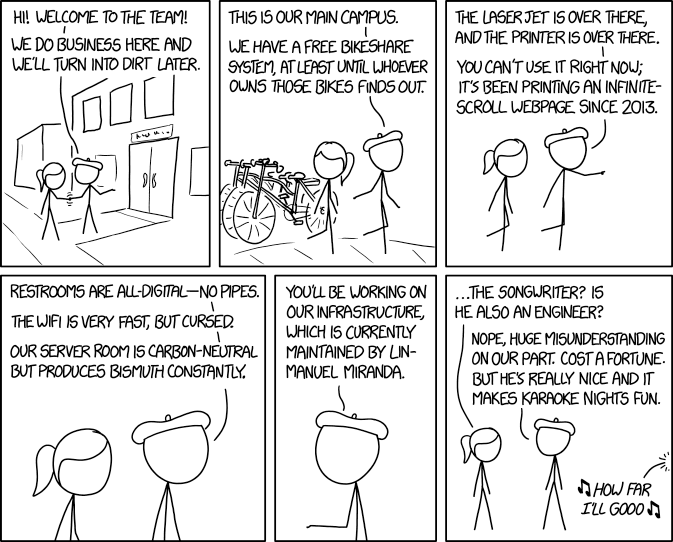 HI! WELCOME TO THE TEAM!
WE DO BUSINESS HERE AND
WE'LL TURN INTO DIRT LATER.
THIS IS OUR MAIN CAMPUS.
WE HAVE A FREE BIKESHARE
SYSTEM, AT LEAST UNTIL WHOEVER
OWNS THOSE BIKES FINDS OUT.
THE LASER JET IS OVER THERE,
AND THE PRINTER IS OVER THERE.
YOU CAN'T USE IT RIGHT NOW;
IT'S BEEN PRINTING AN INFINITE-
SCROLL WEBPAGE SINCE 2013.
RESTROOMS ARE ALL-DIGITAL—NO PIPES.
THE WIFI IS VERY FAST, BUT CURSED.
OUR SERVER ROOM IS CARBON-NEUTRAL
BUT PRODUCES BISMUTH CONSTANTLY.
YOU'LL BE WORKING ON
OUR INFRASTRUCTURE,
WHICH IS CURRENTLY
MAINTAINED BY LIN-
MANUEL MIRANDA.
...THE SONGWRITER? IS
HE ALSO AN ENGINEER?
NOPE, HUGE MISUNDERSTANDING
ON OUR PART. COST A FORTUNE.
BUT HE'S REALLY NICE AND IT
MAKES KARAOKE NIGHTS FUN.
♫ HOW FAR
I'LL GOOO ♫